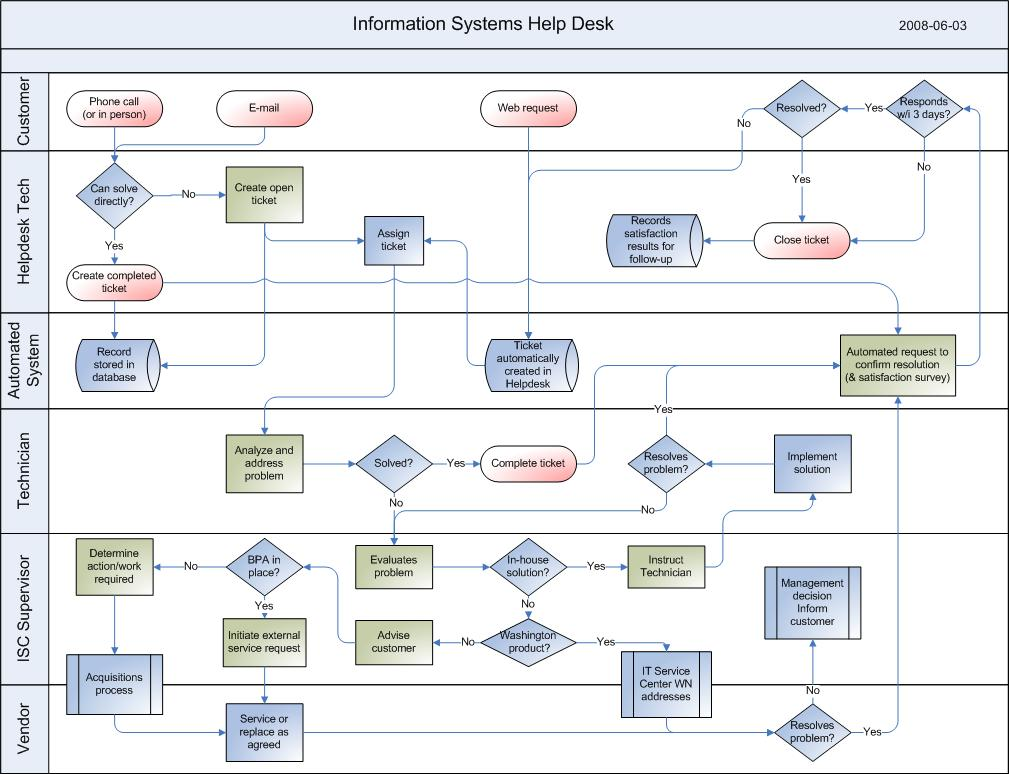 Information Systems Help Desk
2008-06-03
Customer
Phone call
(or in person)
E-mail
Web request
Resolved?
Yes
Responds
w/i 3 days?
No
Helpdesk Tech
Can solve
directly?
No
Create open
ticket
Yes
No
Assign
ticket
Records
satisfaction
results for
follow-up
Close ticket
Yes
Create completed
ticket
Automated
System
Record
stored in
database
Ticket
automatically
created in
Helpdesk
Automated request to
confirm resolution
(& satisfaction survey)
Yes
Technician
Analyze and
address
problem
Solved?
Yes
Complete ticket
Resolves
problem?
Implement
solution
No
No
ISC Supervisor
Determine
action/work
required
No
BPA in
place?
Evaluates
problem
In-house
solution?
Yes
Instruct
Technician
Management
decision
Inform
customer
Yes
No
Initiate external
service request
Advise
customer
No
Washington
product?
Yes
Acquisitions
process
IT Service
Center WN
addresses
No
Vendor
Service or
replace as
agreed
Resolves
problem?
Yes